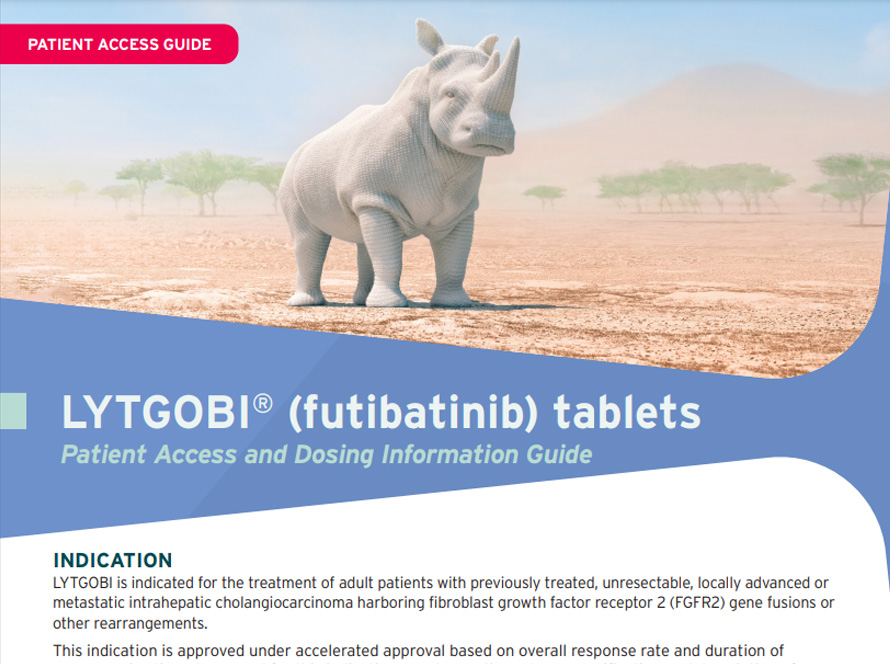 PATIENT ACCESS GUIDE
LYTGOBI® (futibatinib) tablets
Patient Access and Dosing Information Guide
INDICATION
LYTGOBI is indicated for the treatment of adult patients with previously treated, unresectable, locally advanced or
metastatic intrahepatic cholangiocarcinoma harboring fibroblast growth factor receptor 2 (FGFR2) gene fusions or
other rearrangements.
This indication is approved under accelerated approval based on overall response rate and duration of